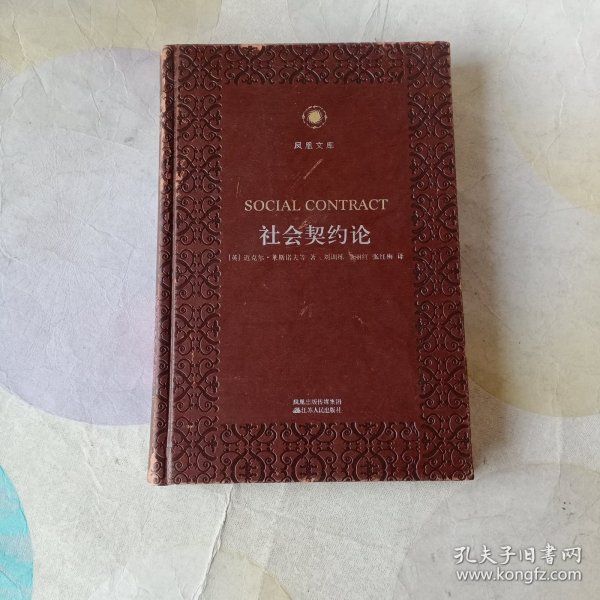 凤凰文库
SOCIAL CONTRACT
社会契约论
[英] 迈克尔·莱斯诺夫等 著 刘训练 张红梅 译
凤凰出版传媒集团
江苏人民出版社
孔夫子旧书网
www.kongfz.com